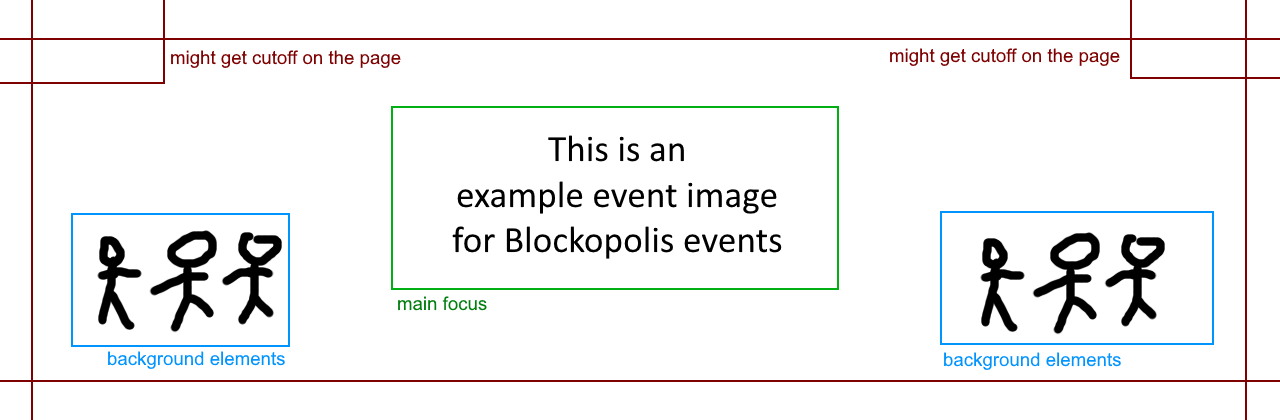 might get cutoff on the page
might get cutoff on the page
This is an
example event image
for Blockopolis events
main focus
background elements
background elements